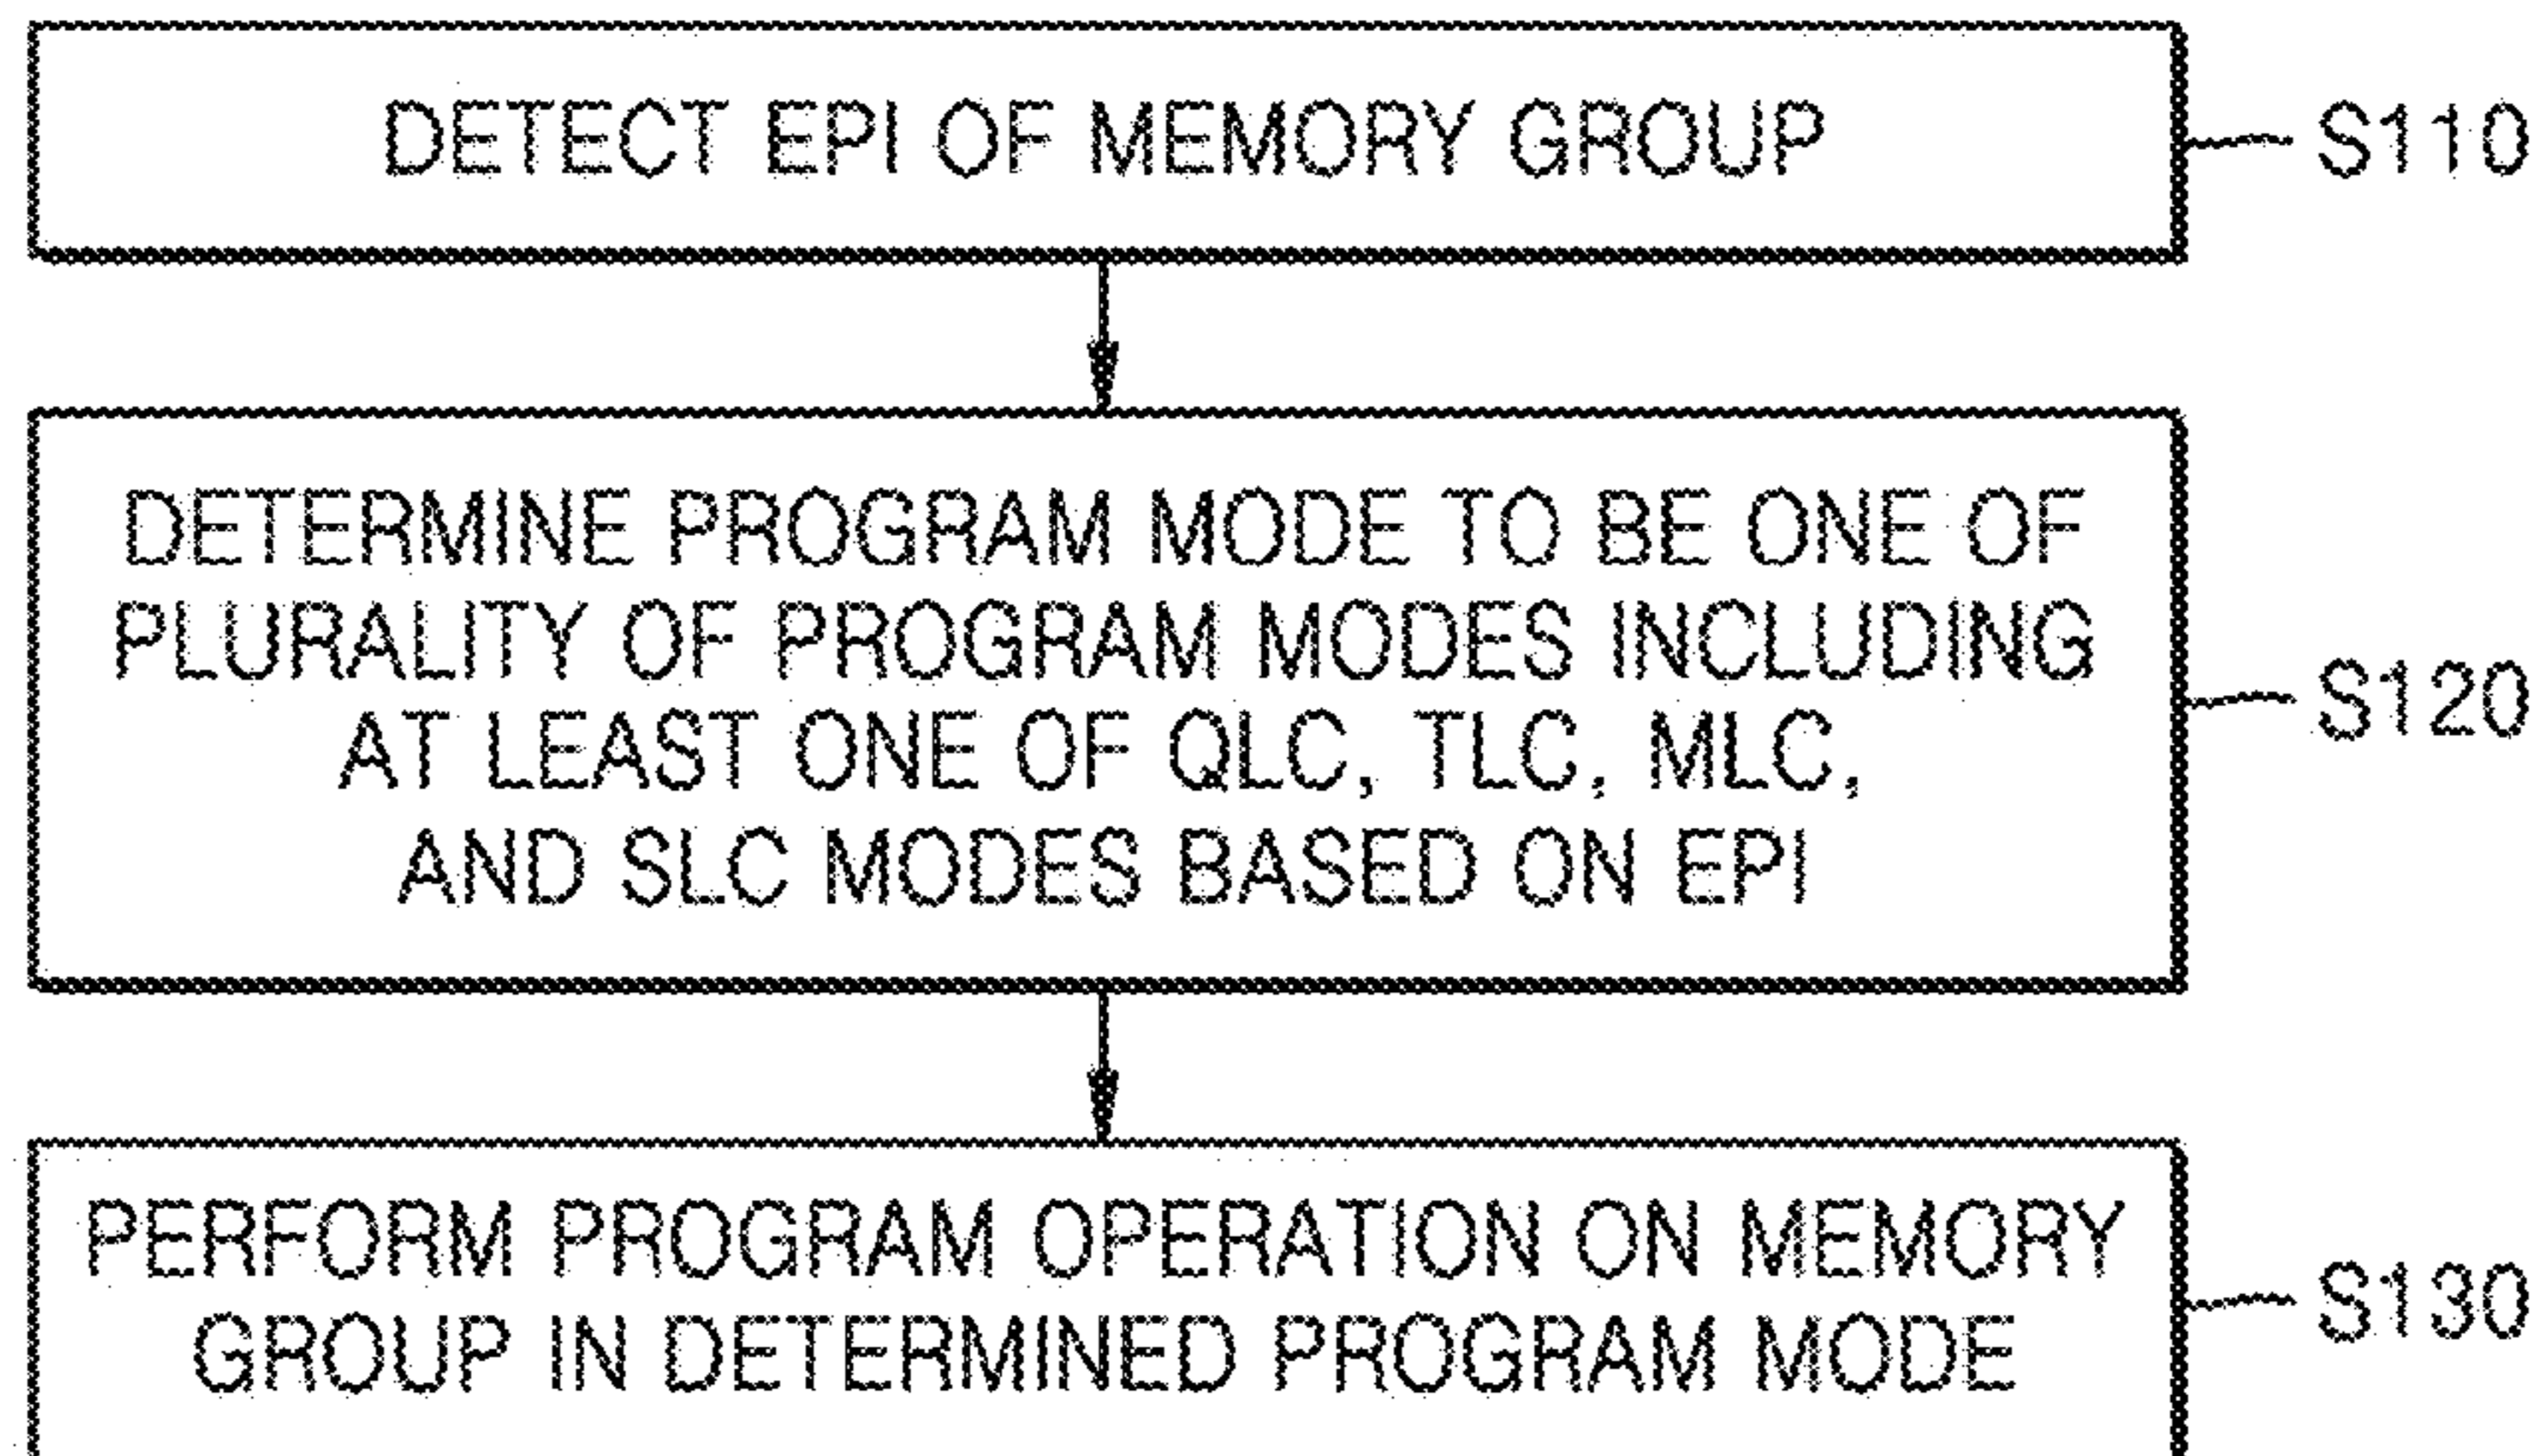 DETECT EPI OF MEMORY GROUP
S110
DETERMINE PROGRAM MODE TO BE ONE OF
PLURALITY OF PROGRAM MODES INCLUDING
AT LEAST ONE OF QLC, TLC, MLC,
AND SLC MODES BASED ON EPI
S120
PERFORM PROGRAM OPERATION ON MEMORY
GROUP IN DETERMINED PROGRAM MODE
S130